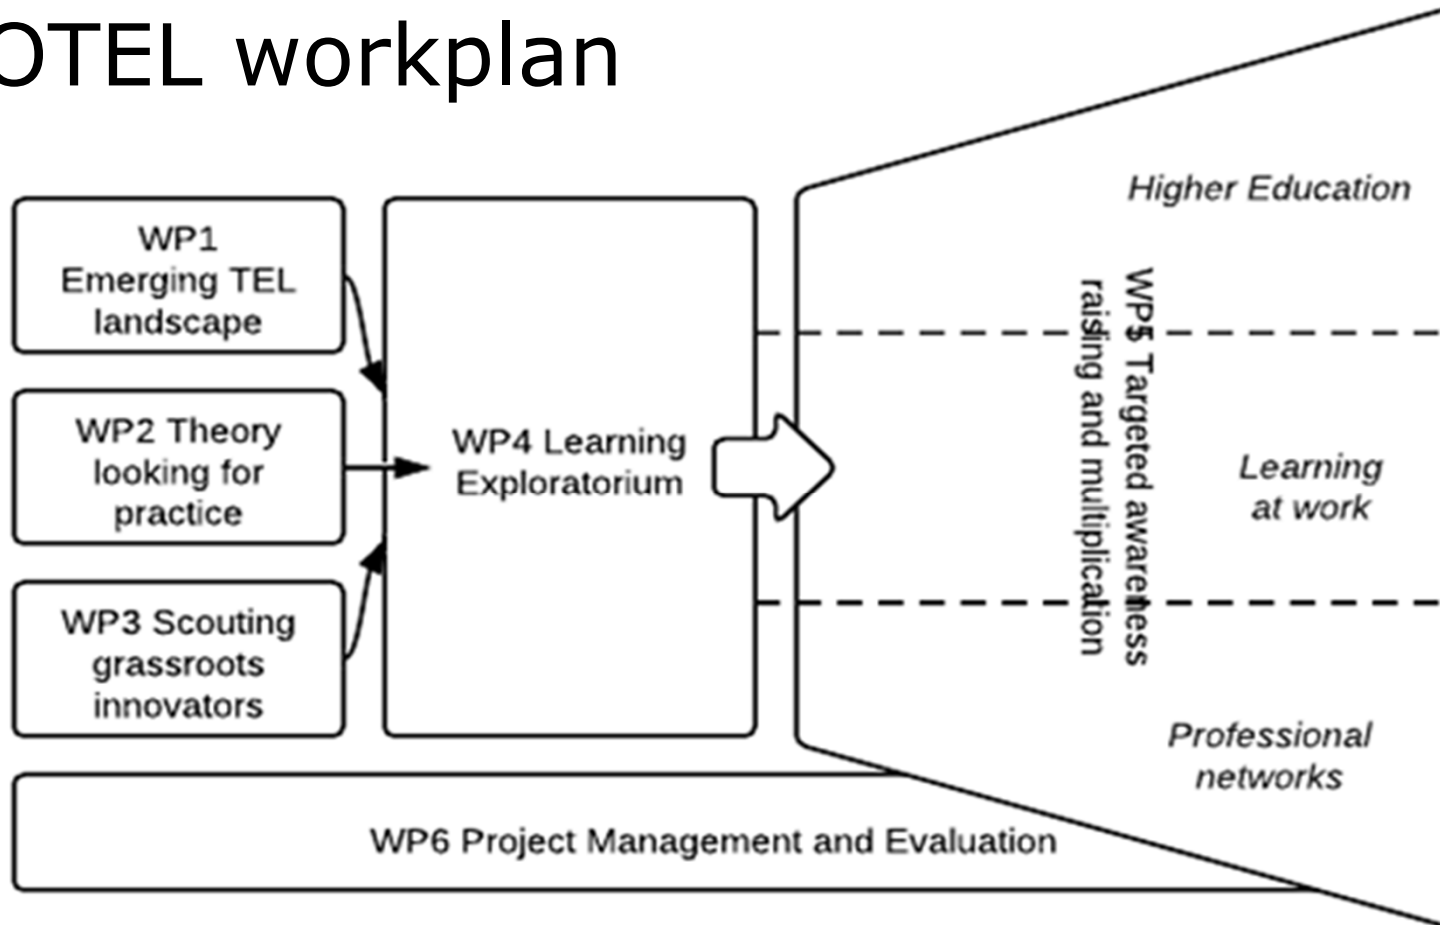 OTEL workplan
WP1
Emerging TEL
landscape
WP2 Theory
looking for
practice
WP3 Scouting
grassroots
innovators
WP4 Learning
Exploratorium
WP5 Targeted awareness
raising and multiplication
Higher Education
Learning
at work
Professional
networks
WP6 Project Management and Evaluation